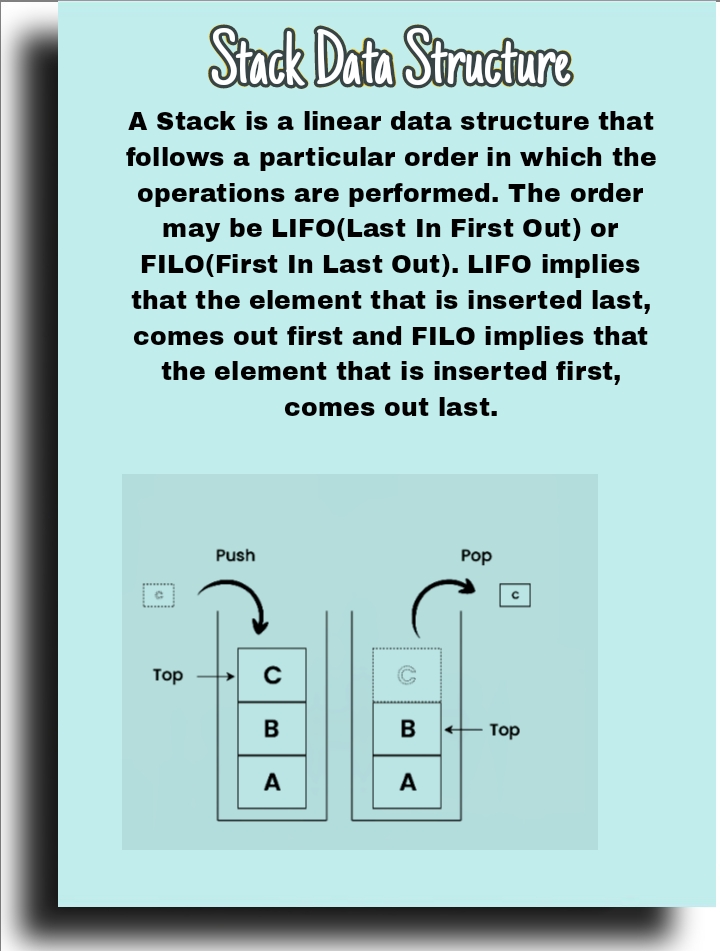 Stack Data Structure
A Stack is a linear data structure that
follows a particular order in which the
operations are performed. The order
may be LIFO(Last In First Out) or
FILO(First In Last Out). LIFO implies
that the element that is inserted last,
comes out first and FILO implies that
the element that is inserted first,
comes out last.
Push
Pop
C
C
Top
C
C
B
B
Top
A
A